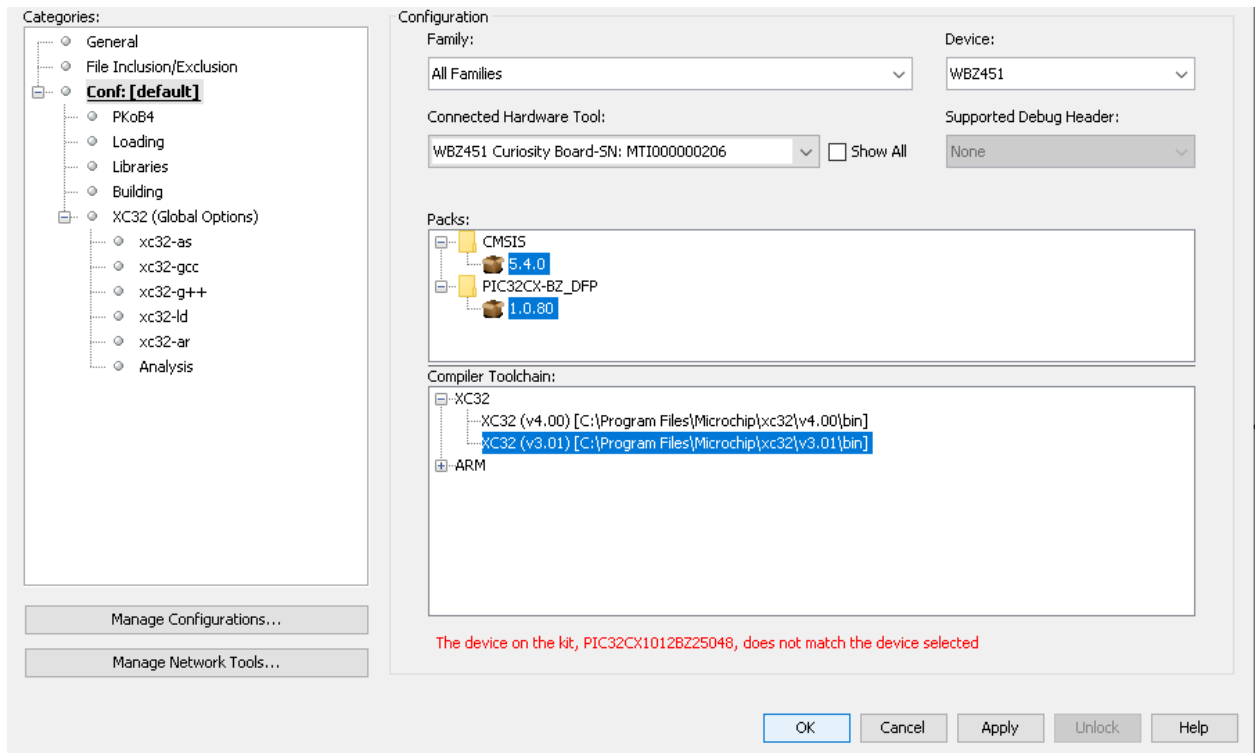 Categories:
General
File Inclusion/Exclusion
Conf: [default]
PKoB4
Loading
Libraries
Building
XC32 (Global Options)
xc32-as
xc32-gcc
xc32-g++
xc32-ld
xc32-ar
Analysis
Manage Configurations...
Manage Network Tools...
Configuration
Family:
Device:
All Families
WBZ451
Connected Hardware Tool:
Supported Debug Header:
WBZ451 Curiosity Board-SN: MTI000000206
Show All
None
Packs:
CMSIS
5.4.0
PIC32CX-BZ_DFP
1.0.80
Compiler Toolchain:
XC32
XC32 (v4.00) [C:\Program Files\Microchip\xc32\v4.00\bin]
XC32 (v3.01) [C:\Program Files\Microchip\xc32\v3.01\bin]
ARM
The device on the kit, PIC32CX1012BZ25048, does not match the device selected
OK
Cancel
Apply
Unlock
Help